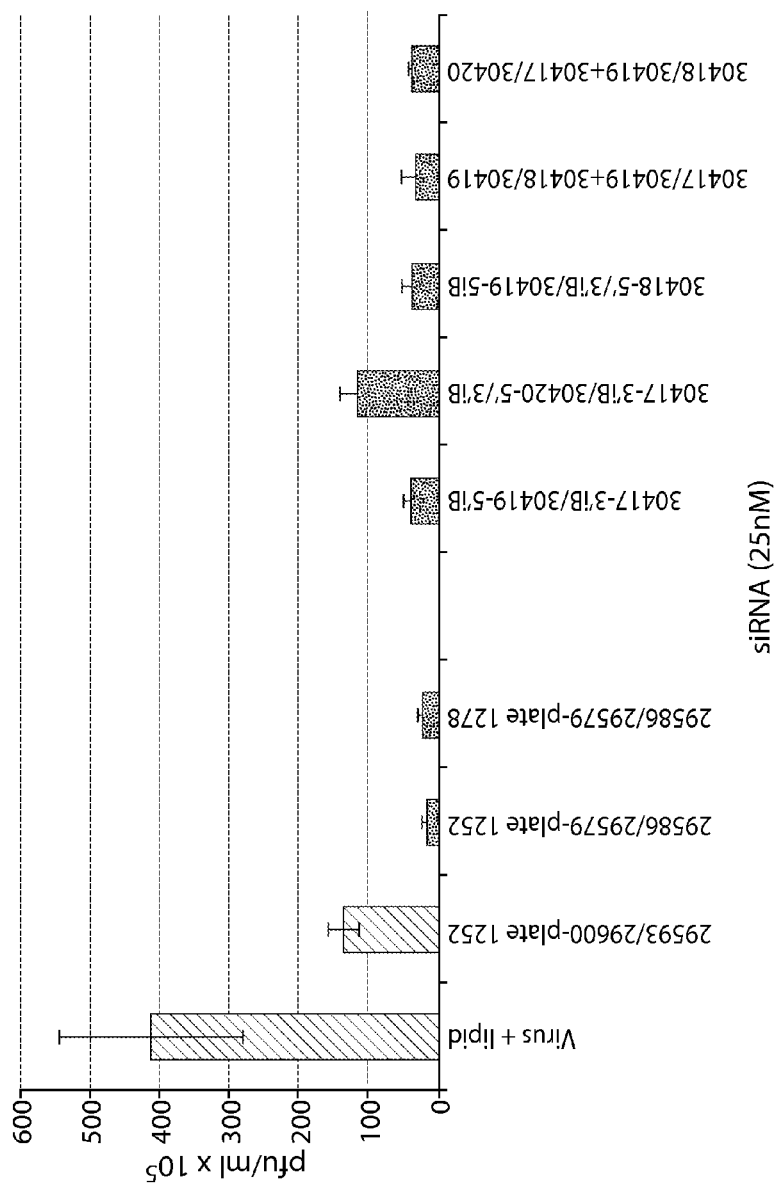 pfu/ml x 10⁵
600
500
400
300
200
100
0
Virus + lipid
29593/29600-plate 1252
29586/29579-plate 1252
29586/29579-plate 1278
30417-3'iB/30419-5'iB
30417-3'iB/30420-5'/3'iB
30418-5'/3'iB/30419-5iB
30417/30419+30418/30419
30418/30419+30417/30420
siRNA (25nM)